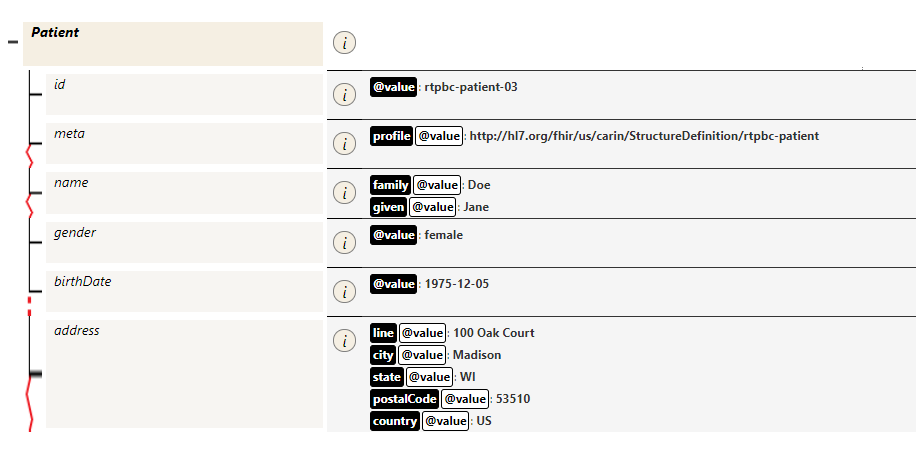 Patient
i
id
i
@value: rtpbc-patient-03
meta
i
profile @value: http://hl7.org/fhir/us/carin/StructureDefinition/rtpbc-patient
name
i
family @value: Doe
given @value: Jane
gender
i
@value: female
birthDate
i
@value: 1975-12-05
address
i
line @value: 100 Oak Court
city @value: Madison
state @value: WI
postalCode @value: 53510
country @value: US